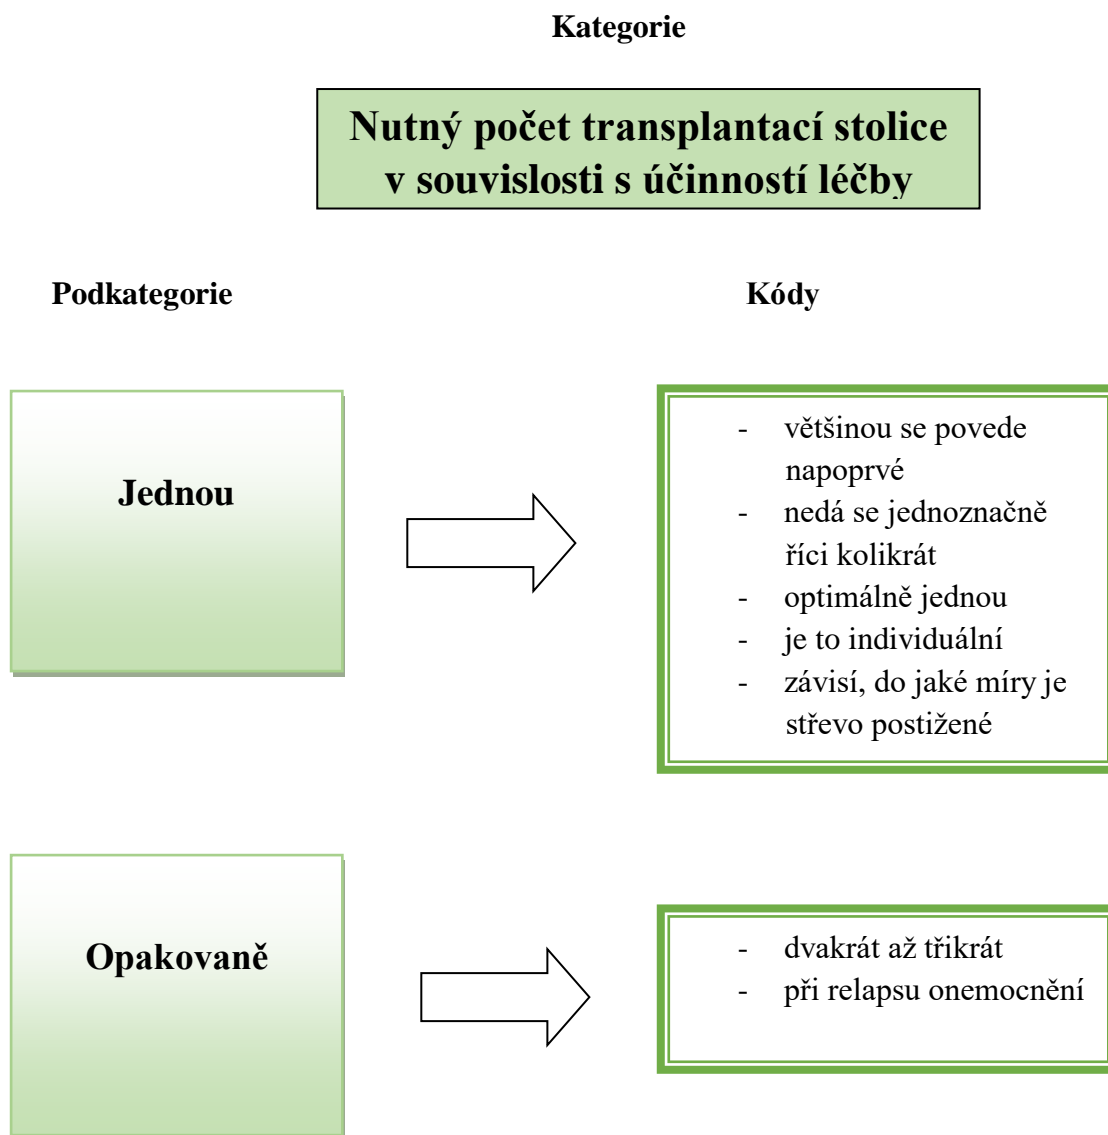 Kategorie
Nutný počet transplantací stolice
v souvislosti s účinností léčby
Podkategorie
Kódy
Jednou
- většinou se povede
napoprvé
- nedá se jednoznačně
říci kolikrát
- optimálně jednou
- je to individuální
- závisí, do jaké míry je
střevo postižené
Opakovaně
- dvakrát až třikrát
- při relapsu onemocnění